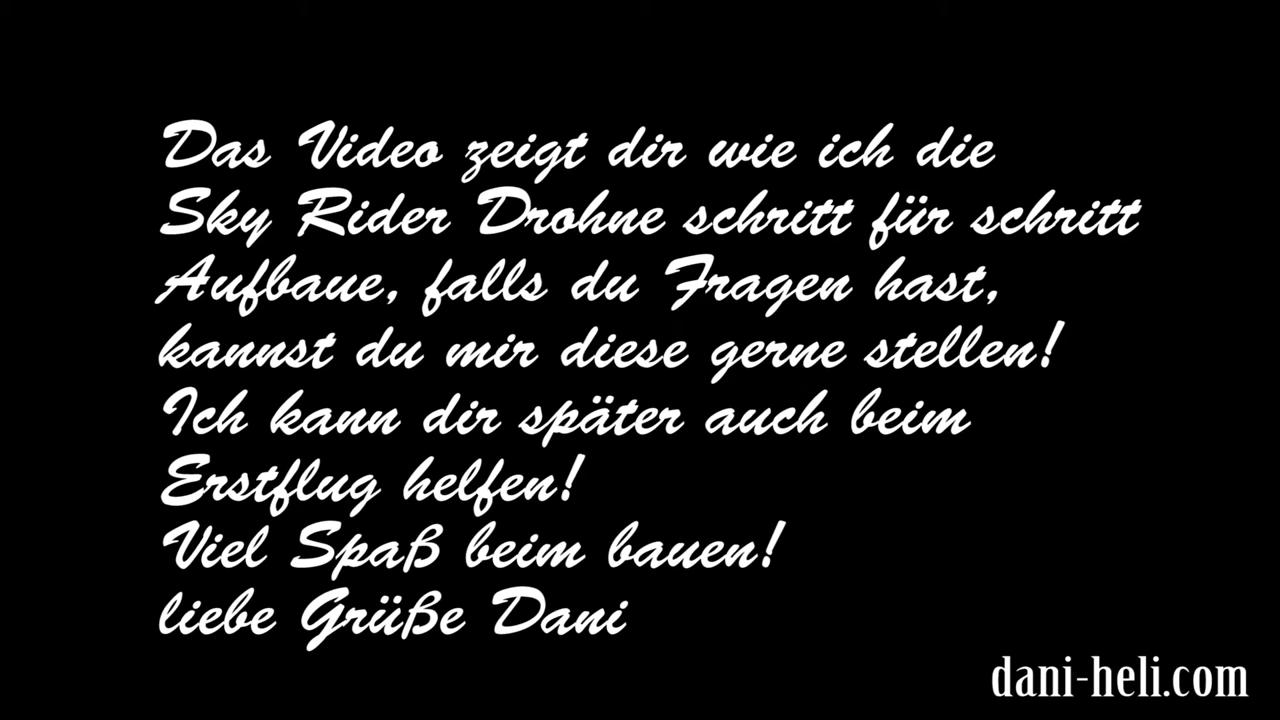 Das Video zeigt dir wie ich die
Sky Rider Drohne schritt für schritt
Aufbaue, falls du Fragen hast,
kannst du mir diese gerne stellen!
Ich kann dir später auch beim
Erstflug helfen!
Viel Spaß beim bauen!
liebe Grüße Dani
dani-heli.com